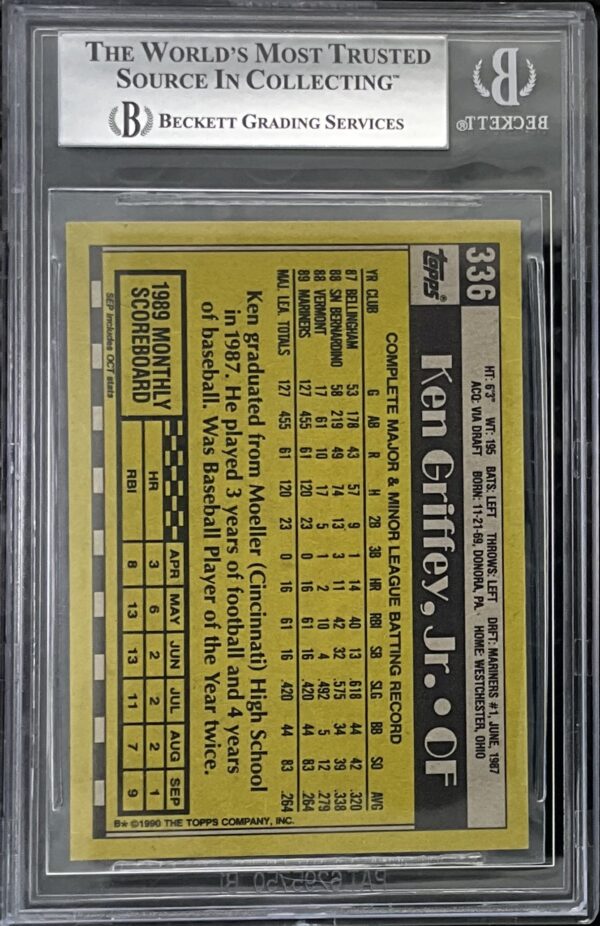 THE WORLD'S MOST TRUSTED
SOURCE IN COLLECTING™
B BECKETT GRADING SERVICES
B
BECKETT®
336
topps®
HT: 6'3" WT: 195 BATS: LEFT THROWS: LEFT DRFT: MARINERS #1, JUNE, 1987
ACQ: VIA DRAFT BORN: 11-21-69, DONORA, PA. HOME: WESTCHESTER, OHIO
Ken Griffey, Jr. • OF
COMPLETE MAJOR & MINOR LEAGUE BATTING RECORD
YR CLUB G AB R H 2B 3B HR RBI SB SLG BB SO AVG
87 BELLINGHAM 53 178 43 57 9 1 14 40 13 .618 44 42 .320
88 SN BERNARDINO 58 219 49 74 13 3 11 42 32 .575 34 39 .338
88 VERMONT 17 61 10 17 5 1 2 10 4 .492 5 12 .279
89 MARINERS 127 455 61 120 23 0 16 61 16 .420 44 83 .264
MAJ. LEA. TOTALS 127 455 61 120 23 0 16 61 16 .420 44 83 .264
Ken graduated from Moeller (Cincinnati) High School
in 1987. He played 3 years of football and 4 years
of baseball. Was Baseball Player of the Year twice.
1989 MONTHLY
SCOREBOARD
APR MAY JUN JUL AUG SEP
HR 3 6 2 2 2 1
RBI 8 13 13 11 7 9
SEP includes OCT stats
B* ©1990 THE TOPPS COMPANY, INC.